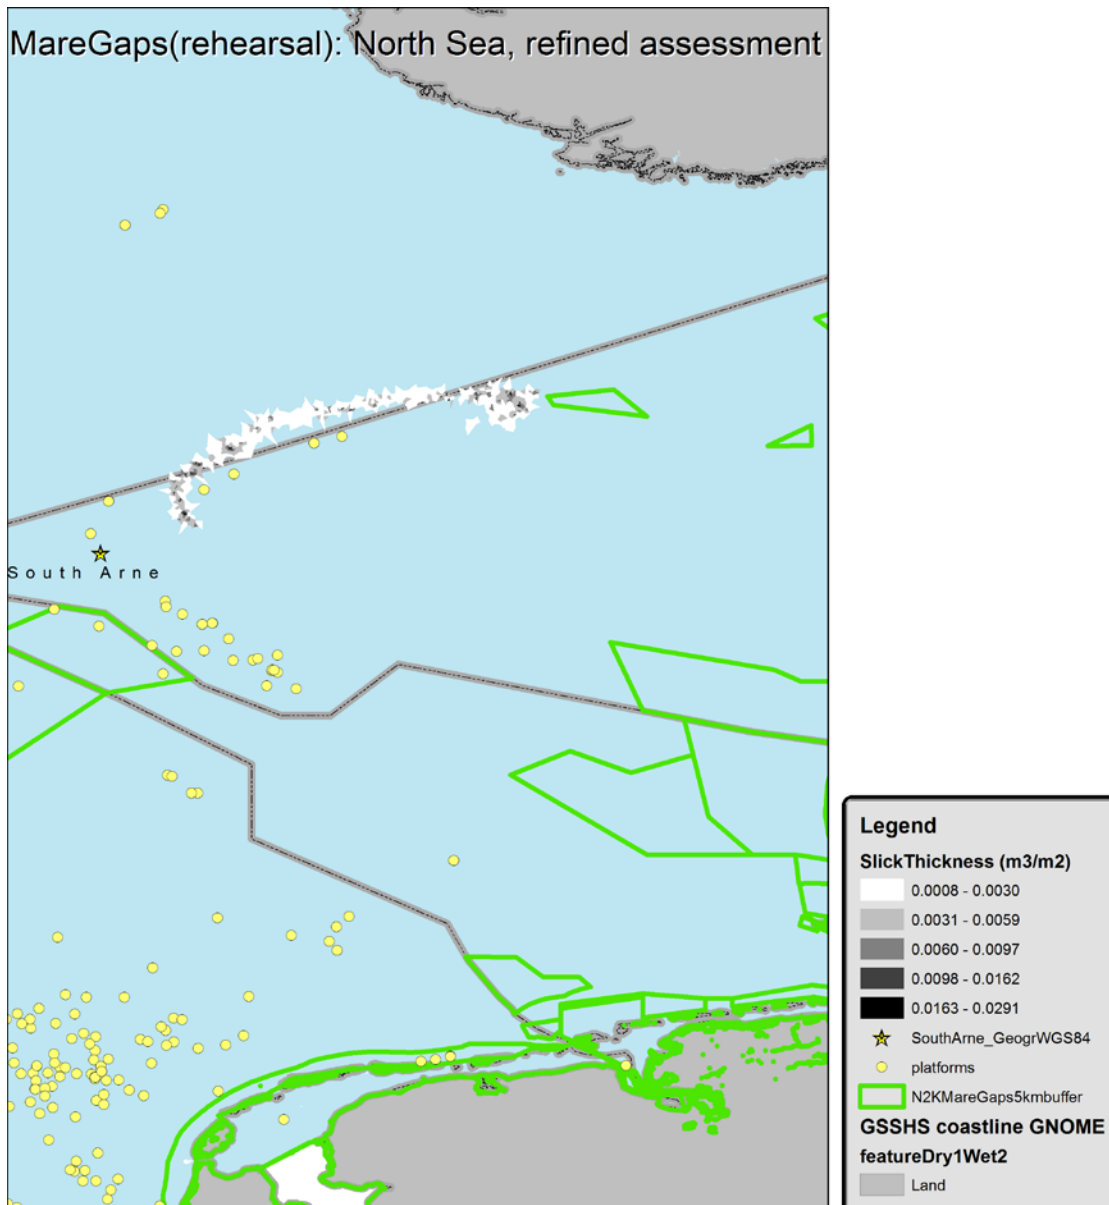 MareGaps(rehearsal): North Sea, refined assessment
South Arne
Legend
SlickThickness (m3/m2)
0.0008 - 0.0030
0.0031 - 0.0059
0.0060 - 0.0097
0.0098 - 0.0162
0.0163 - 0.0291
SouthArne_GeogrWGS84
platforms
N2KMareGaps5kmbuffer
GSSHS coastline GNOME
featureDry1Wet2
Land